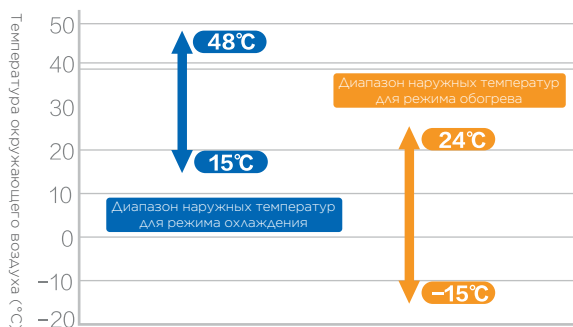 Температура окружающего воздуха (°C)
50
40
30
20
10
0
−10
−20
48℃
15℃
Диапазон наружных температур
для режима охлаждения
Диапазон наружных температур
для режима обогрева
24℃
−15℃